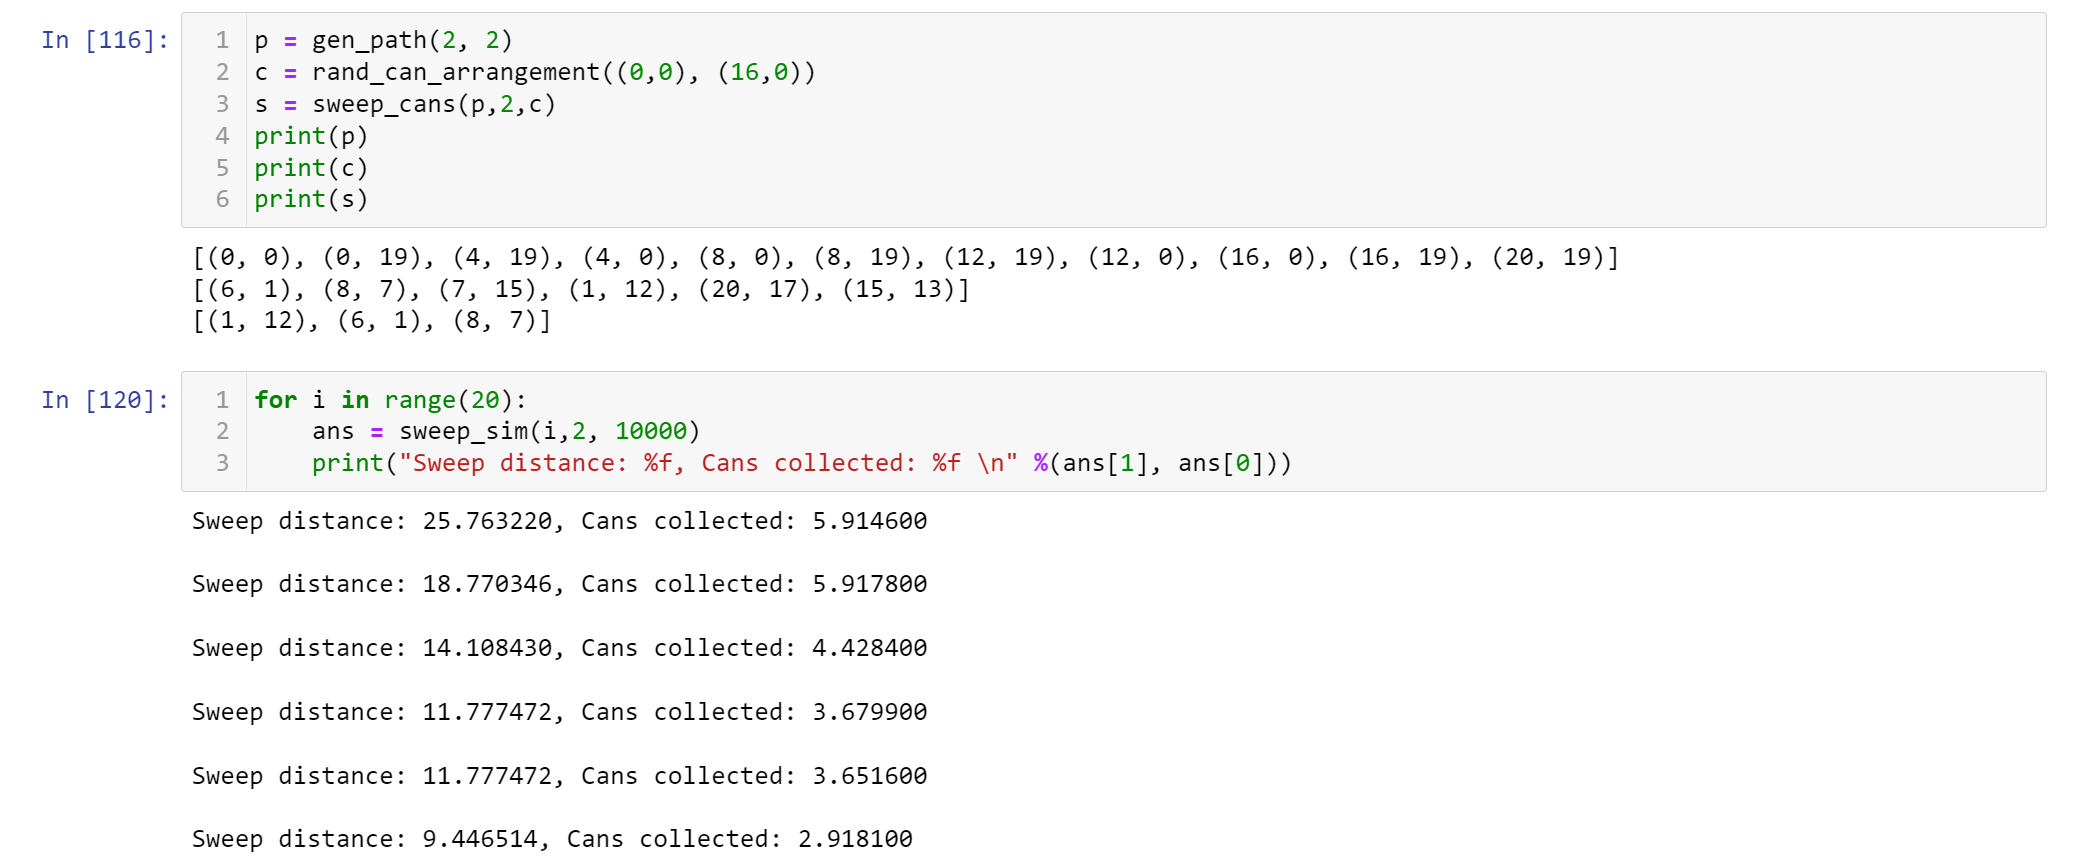 In [116]:
1 p = gen_path(2, 2)
2 c = rand_can_arrangement((0,0), (16,0))
3 s = sweep_cans(p,2,c)
4 print(p)
5 print(c)
6 print(s)
[(0, 0), (0, 19), (4, 19), (4, 0), (8, 0), (8, 19), (12, 19), (12, 0), (16, 0), (16, 19), (20, 19)]
[(6, 1), (8, 7), (7, 15), (1, 12), (20, 17), (15, 13)]
[(1, 12), (6, 1), (8, 7)]
In [120]:
1 for i in range(20):
2     ans = sweep_sim(i,2, 10000)
3     print("Sweep distance: %f, Cans collected: %f \n" %(ans[1], ans[0]))
Sweep distance: 25.763220, Cans collected: 5.914600
Sweep distance: 18.770346, Cans collected: 5.917800
Sweep distance: 14.108430, Cans collected: 4.428400
Sweep distance: 11.777472, Cans collected: 3.679900
Sweep distance: 11.777472, Cans collected: 3.651600
Sweep distance: 9.446514, Cans collected: 2.918100